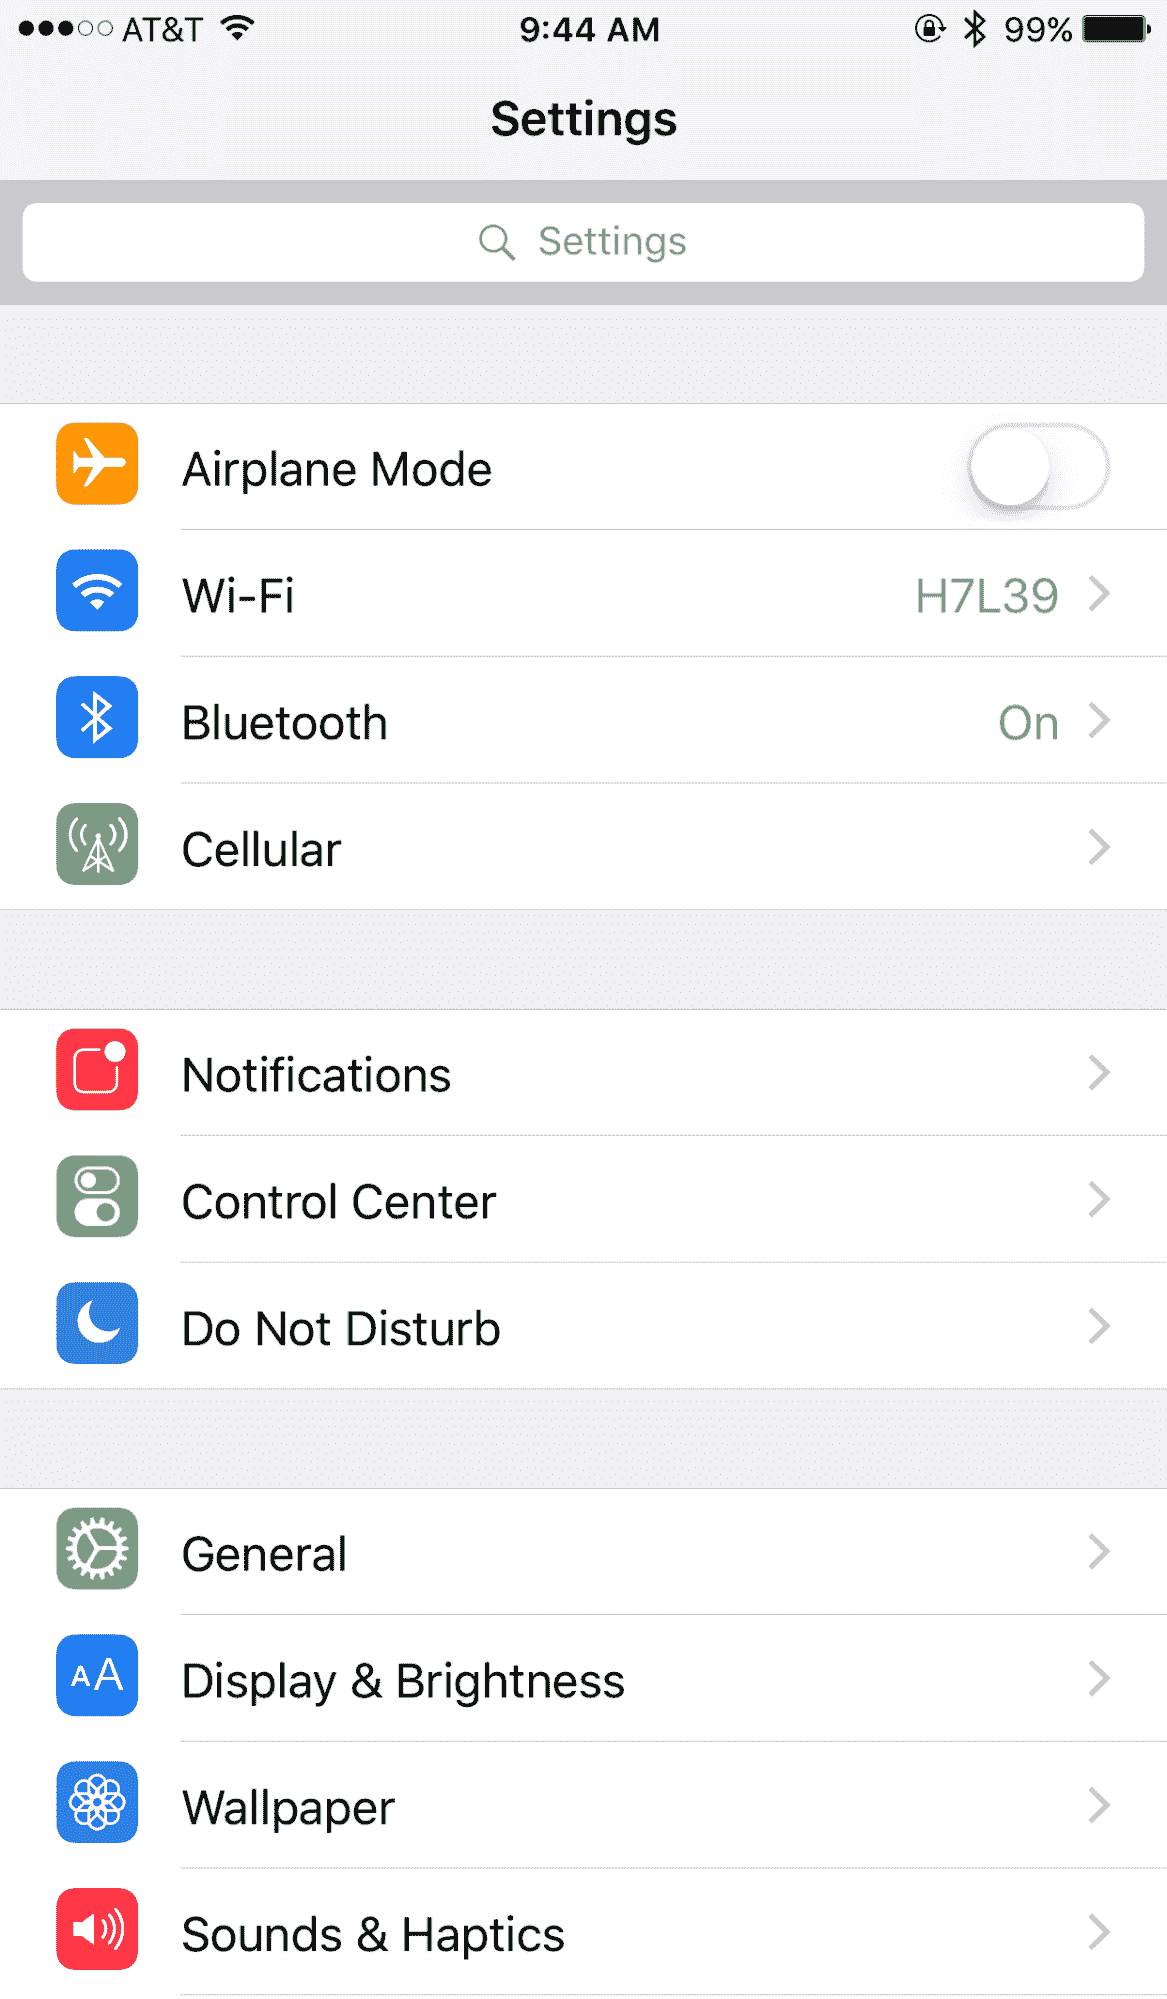 AT&T 9:44 AM 99%
Settings
Settings
Airplane Mode
Wi-Fi H7L39
Bluetooth On
Cellular
Notifications
Control Center
Do Not Disturb
General
AA Display & Brightness
Wallpaper
Sounds & Haptics